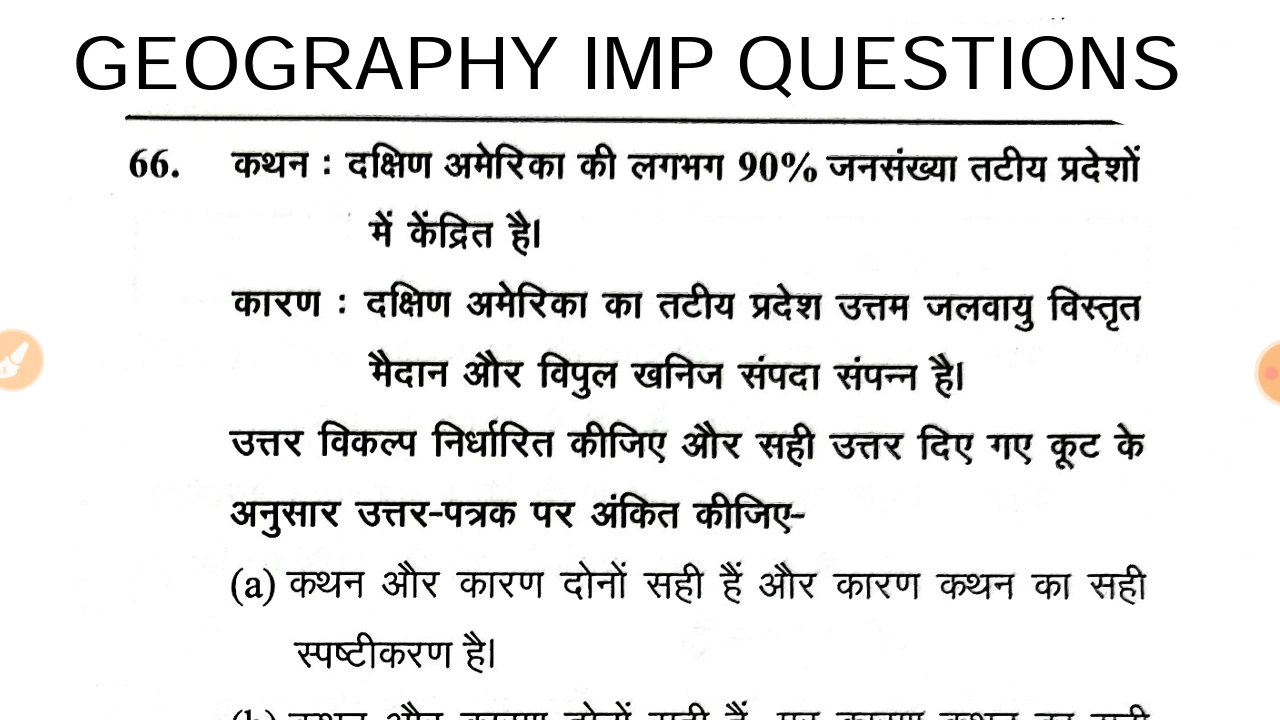 GEOGRAPHY IMP QUESTIONS
66. कथन : दक्षिण अमेरिका की लगभग 90% जनसंख्या तटीय प्रदेशों
में केंद्रित है।
कारण : दक्षिण अमेरिका का तटीय प्रदेश उत्तम जलवायु विस्तृत
मैदान और विपुल खनिज संपदा संपन्न है।
उत्तर विकल्प निर्धारित कीजिए और सही उत्तर दिए गए कूट के
अनुसार उत्तर-पत्रक पर अंकित कीजिए-
(a) कथन और कारण दोनों सही हैं और कारण कथन का सही
स्पष्टीकरण है।